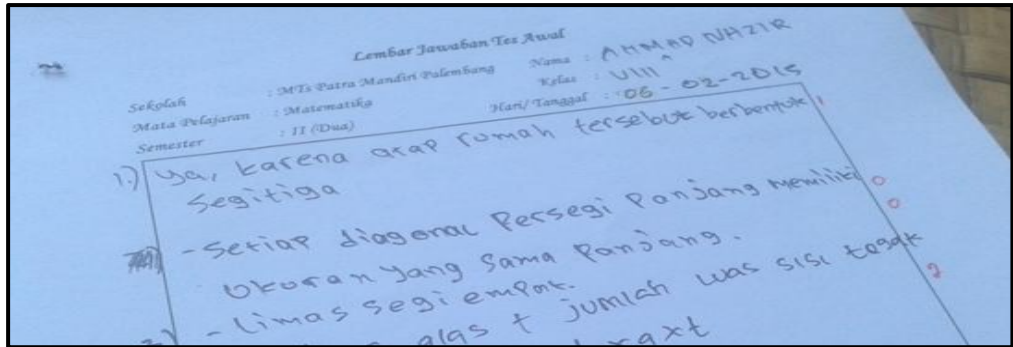 Lembar Jawaban Tes Awal
Sekolah : MTs Patra Mandiri Palembang
Mata Pelajaran : Matematika
Semester : II (Dua)
Nama : AHMAD NHZIR
Kelas : VIII A
Hari/Tanggal : 06-02-2015
1.) Ya, karena atap rumah tersebut berbentuk
Segitiga
- Setiap diagonal Persegi Panjang memiliki
Ukuran yang Sama Panjang.
- Limas segi empat.
alas + jumlah luas sisi tegak